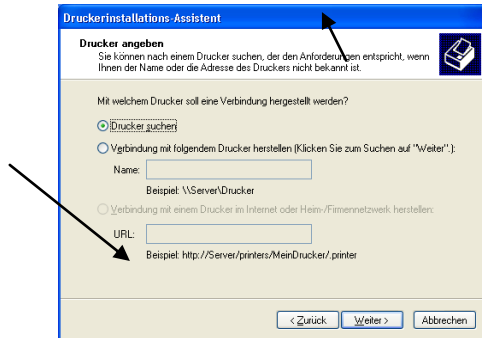 Druckerinstallations-Assistent
Drucker angeben
Sie können nach einem Drucker suchen, der den Anforderungen entspricht, wenn
Ihnen der Name oder die Adresse des Druckers nicht bekannt ist.
Mit welchem Drucker soll eine Verbindung hergestellt werden?
Drucker suchen
Verbindung mit folgendem Drucker herstellen (Klicken Sie zum Suchen auf "Weiter".):
Name:
Beispiel: \\Server\Drucker
Verbindung mit einem Drucker im Internet oder Heim-/Firmennetzwerk herstellen:
URL:
Beispiel: http://Server/printers/MeinDrucker/.printer
< Zurück Weiter > Abbrechen